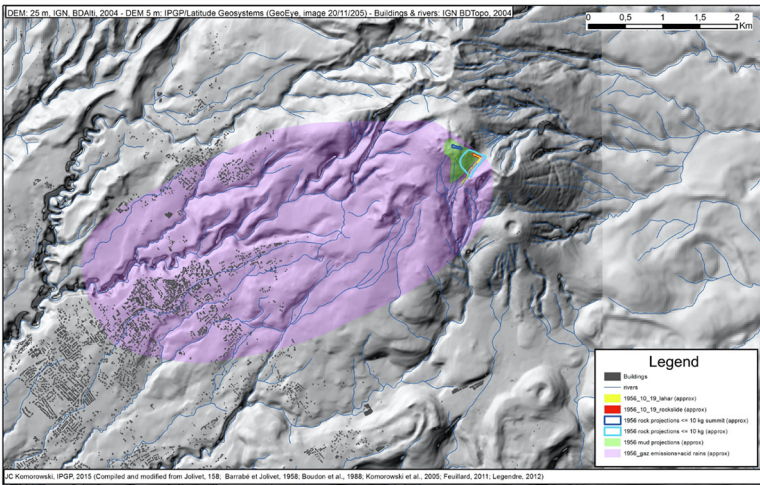 DEM: 25 m, IGN, BDAlti, 2004 - DEM 5 m: IPGP/Latitude Geosystems (GeoEye, image 20/11/205) - Buildings & rivers: IGN BDTopo, 2004
0 0,5 1 2
Km
Legend
Buildings
rivers
1956_10_19_lahar (approx)
1956_10_19_rockslide (approx)
1956 rock projections <= 10 kg summit (approx)
1956 rock projections <= 10 kg (approx)
1956 mud projections (approx)
1956_gaz emissions+acid rains (approx)
JC Komorowski, IPGP, 2015 (Compiled and modified from Jolivet, 158; Barrabé et Jolivet, 1958; Boudon et al., 1988; Komorowski et al., 2005; Feuillard, 2011; Legendre, 2012)